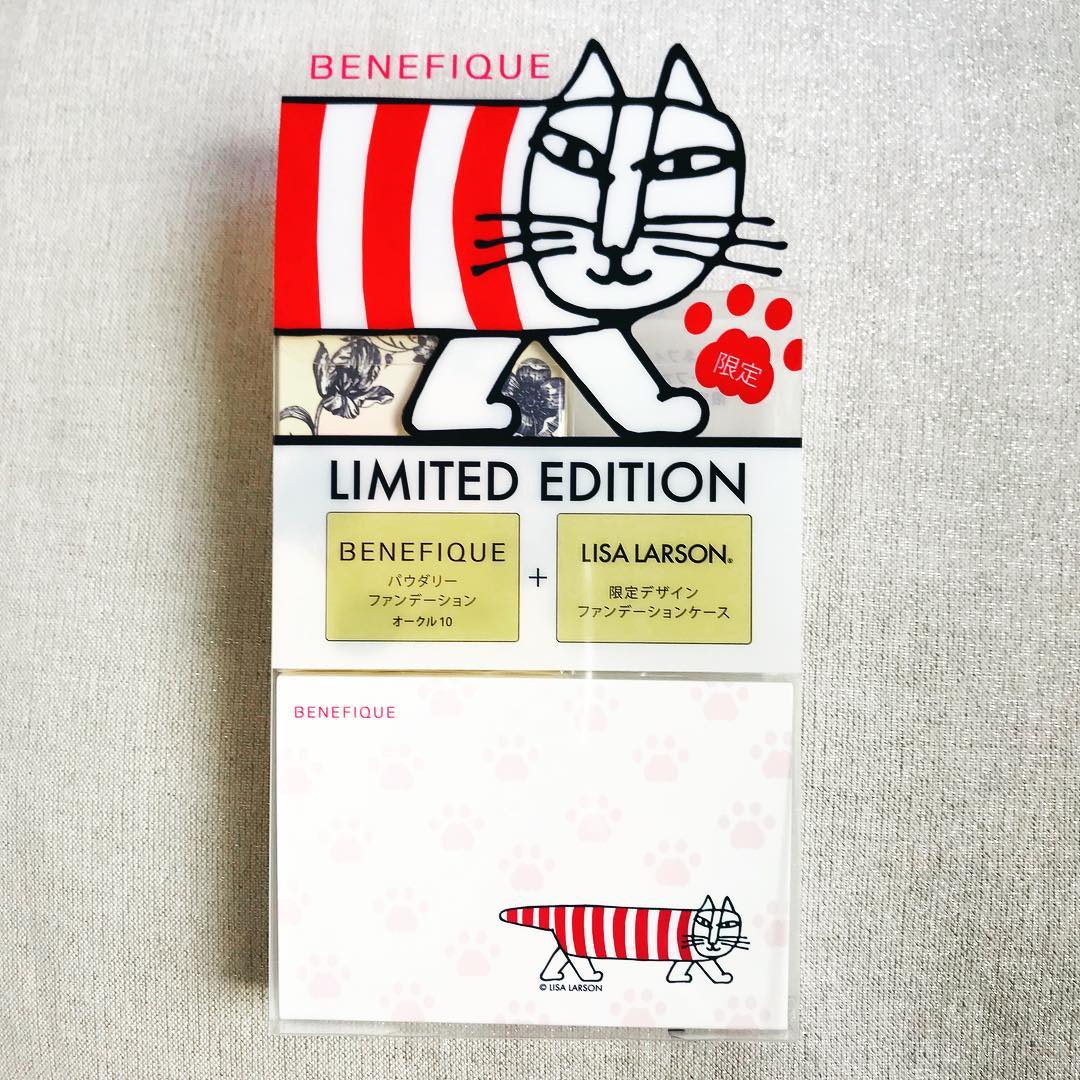 BENEFIQUE
限定
LIMITED EDITION
BENEFIQUE
パウダリー
ファンデーション
オークル10
+
LISA LARSON®
限定デザイン
ファンデーションケース
BENEFIQUE
© LISA LARSON